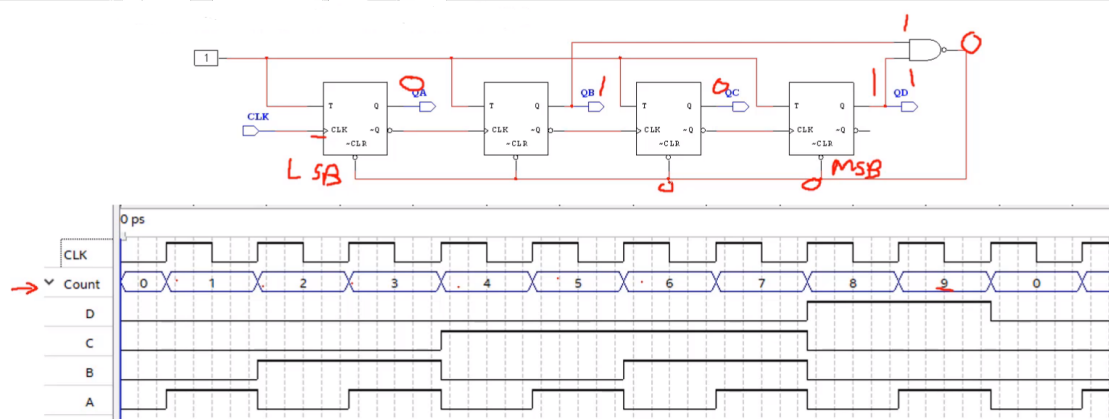 1
1 0
0 QA QB 1 0 QC 1 1 QD
T Q T Q T Q T Q
CLK
CLK ~Q CLK ~Q CLK ~Q CLK ~Q
~CLR ~CLR ~CLR ~CLR
LSB 0 0 MSB
0 ps
CLK
Count 0 1 2 3 4 5 6 7 8 9 0
D
C
B
A